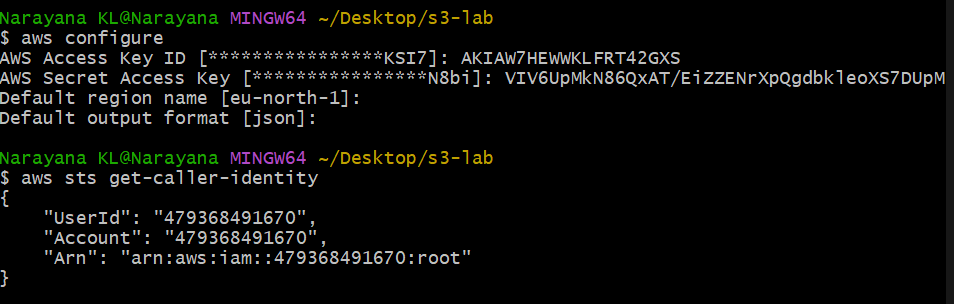 Narayana KL@Narayana MINGW64 ~/Desktop/s3-lab
$ aws configure
AWS Access Key ID [****************KSI7]: AKIAW7HEWWKLFRT42GXS
AWS Secret Access Key [****************N8bi]: 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
Default region name [eu-north-1]:
Default output format [json]:
Narayana KL@Narayana MINGW64 ~/Desktop/s3-lab
$ aws sts get-caller-identity
{
    "UserId": "479368491670",
    "Account": "479368491670",
    "Arn": "arn:aws:iam::479368491670:root"
}